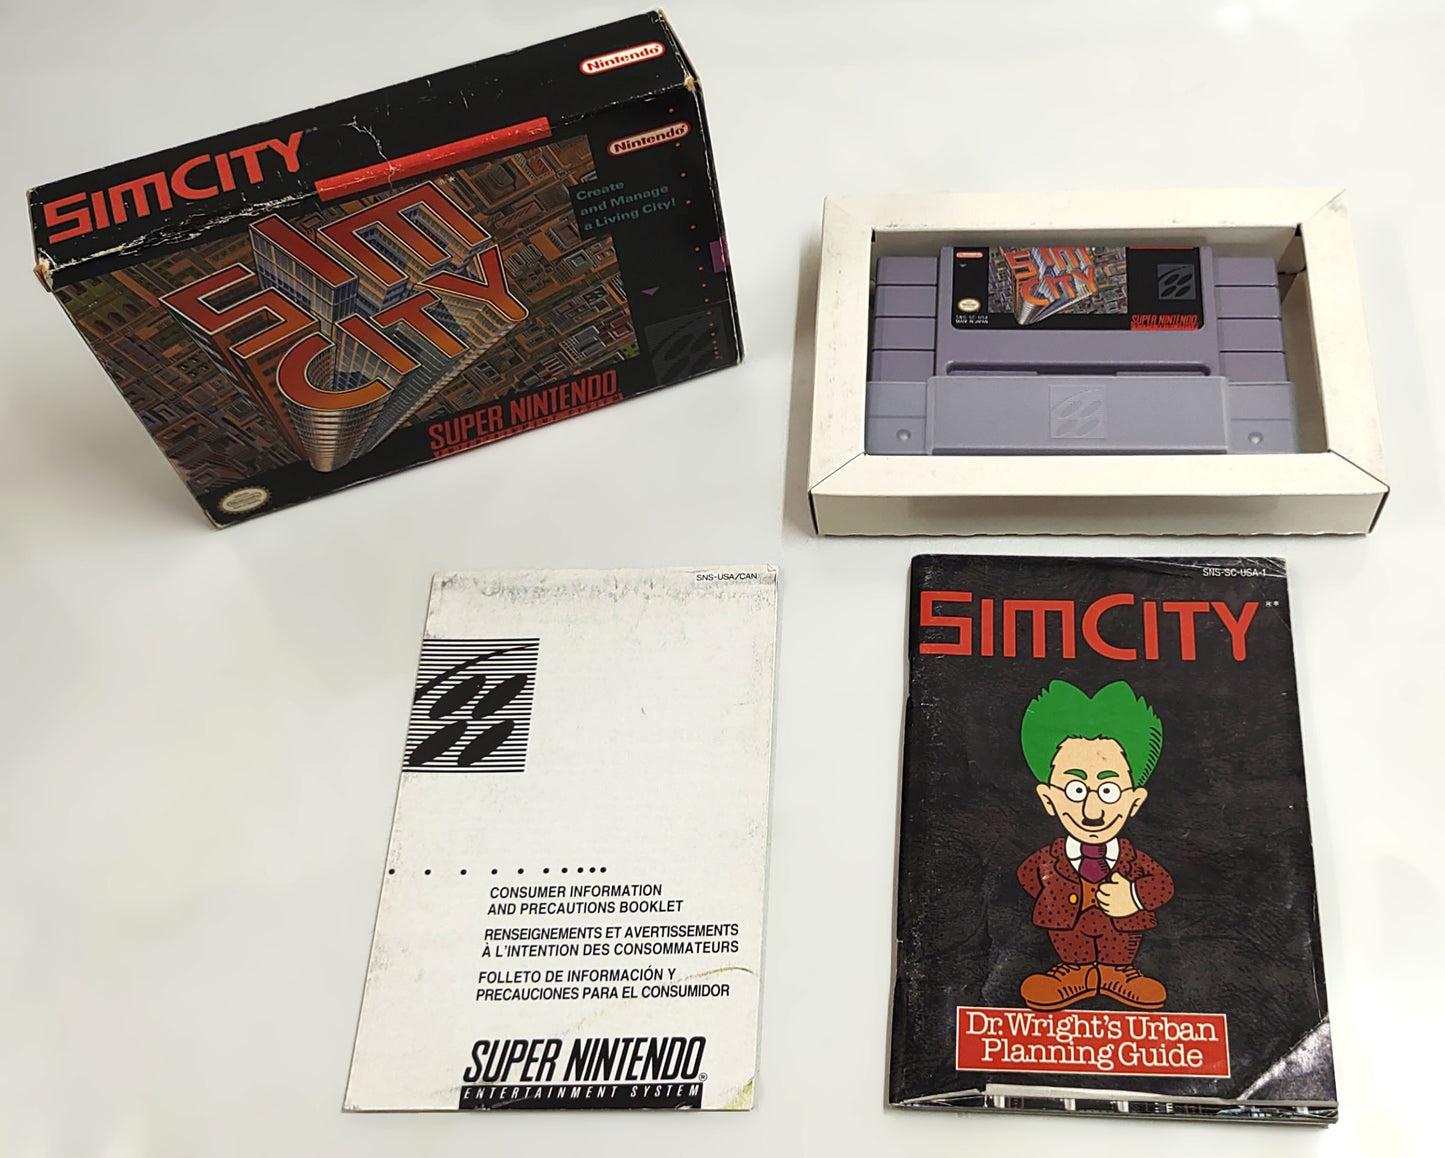 Nintendo
SIMCITY
Nintendo
Create
and Manage
a Living City!
SIM
CITY
SUPER NINTENDO
SIM
CITY
SNS-SC-USA
MADE IN JAPAN
SUPER NINTENDO
SNS-USA/CAN
CONSUMER INFORMATION
AND PRECAUTIONS BOOKLET
RENSEIGNEMENTS ET AVERTISSEMENTS
À L'INTENTION DES CONSOMMATEURS
FOLLETO DE INFORMACIÓN Y
PRECAUCIONES PARA EL CONSUMIDOR
SUPER NINTENDO®
ENTERTAINMENT SYSTEM
SNS-SC-USA-1
SIMCITY
Dr. Wright's Urban
Planning Guide